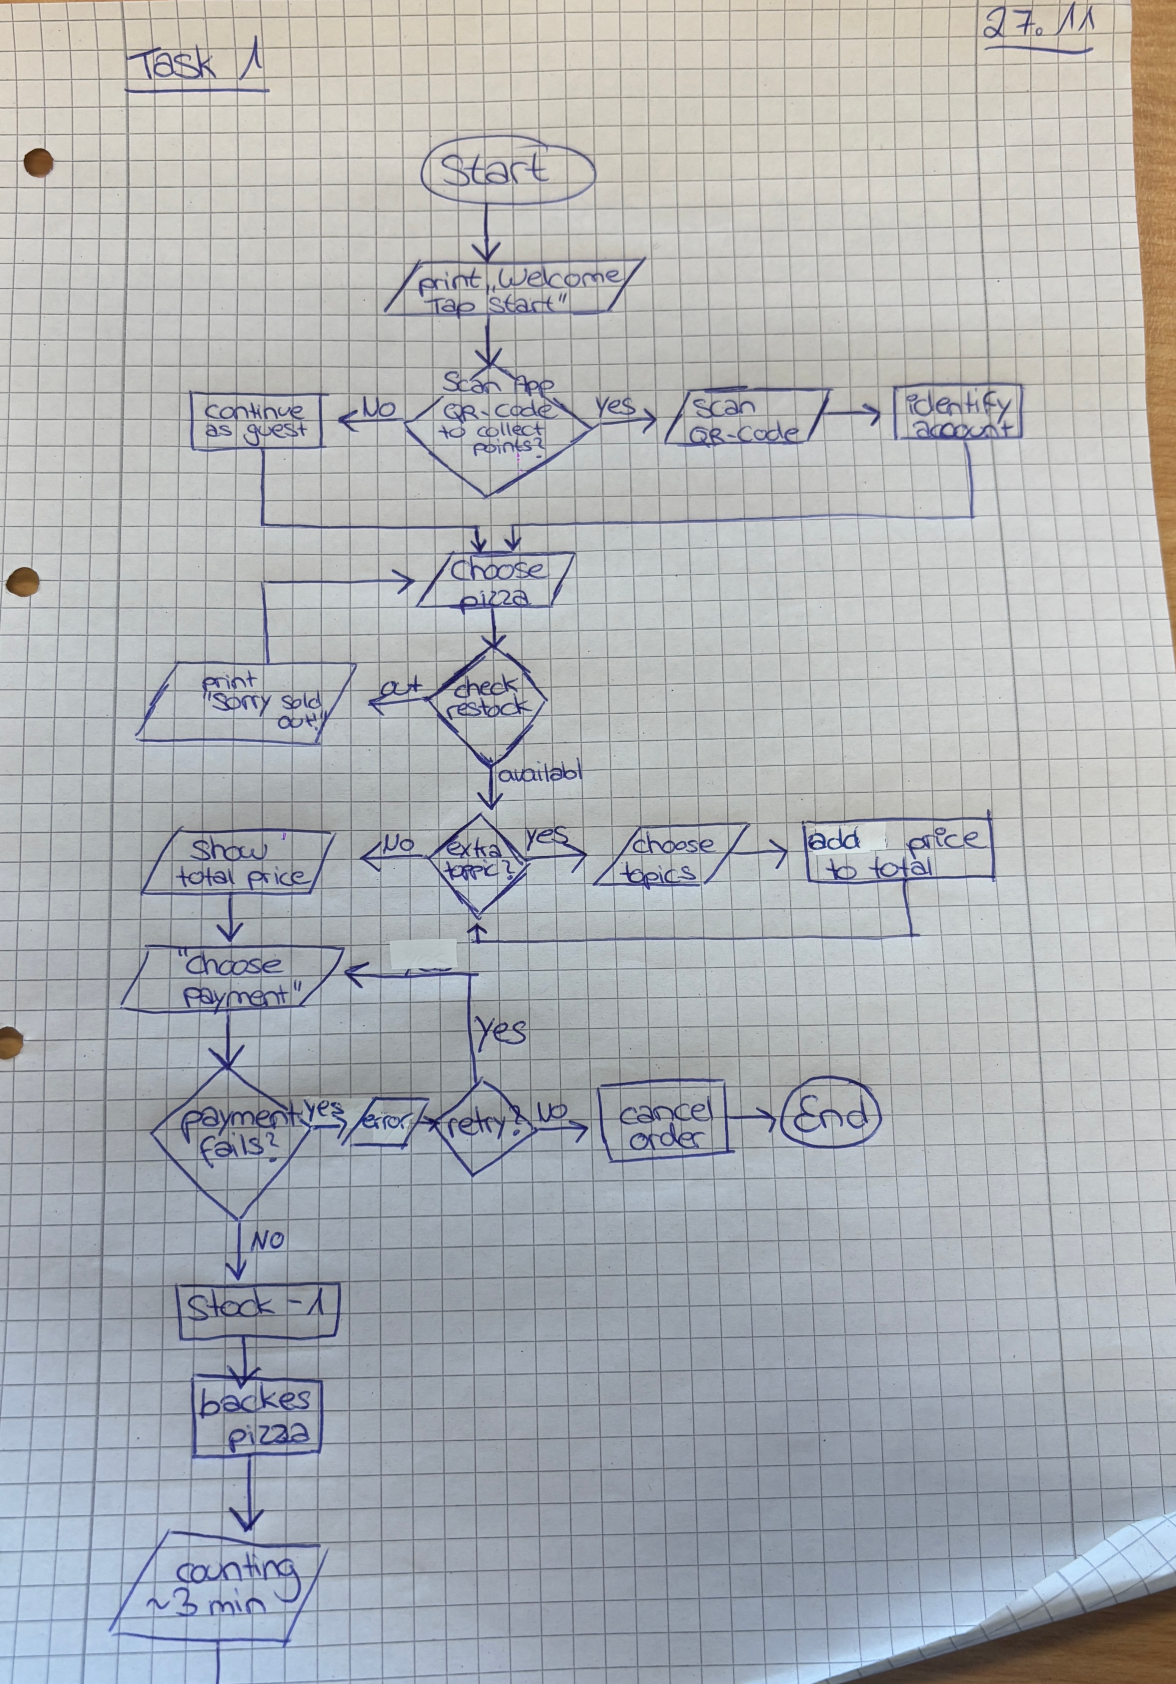 27.11
Task 1
Start
print „Welcome
Tap Start"
Scan App
QR-Code
to collect
points?
No
yes
continue
as guest
scan
QR-Code
identify
account
choose
pizza
check
restock
out
print
"Sorry sold
out!"
availabl
extra
toppic?
No
yes
show
total price
choose
topics
add price
to total
"choose
payment"
yes
payment
fails?
yes
error
retry?
NO
cancel
order
End
NO
Stock -1
backes
pizza
counting
~3 min